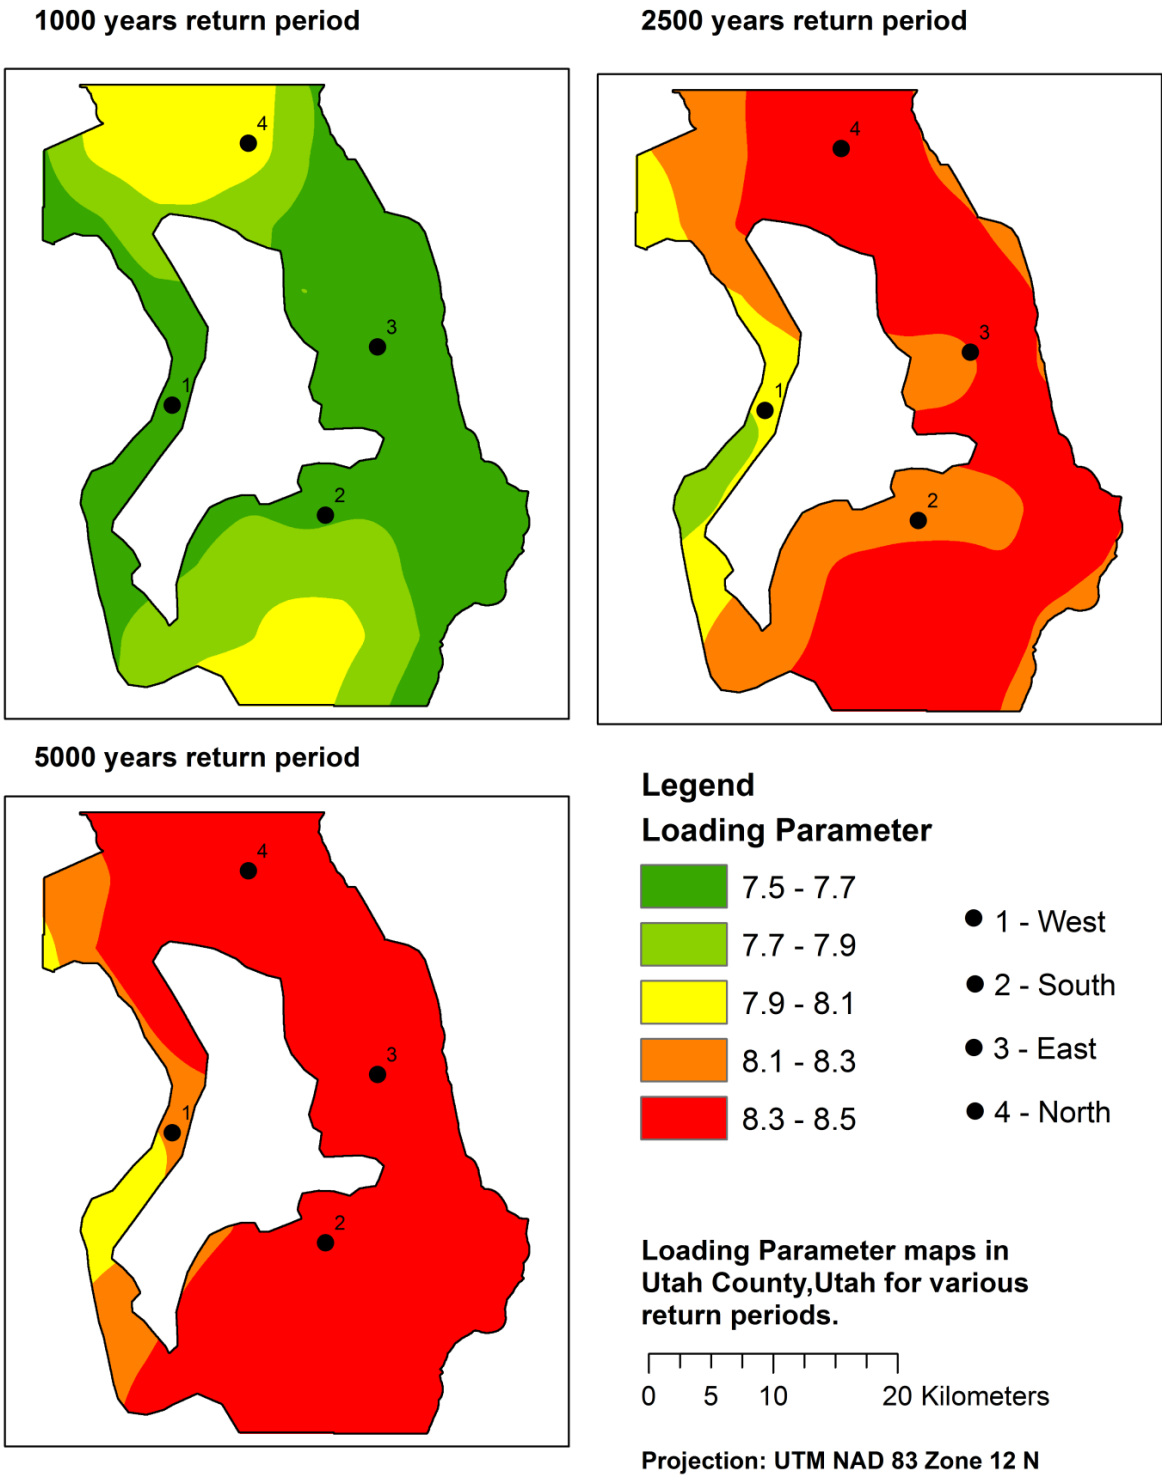 1000 years return period
2500 years return period
4
3
1
2
4
3
1
2
5000 years return period
4
3
1
2
Legend
Loading Parameter
7.5 - 7.7
7.7 - 7.9
7.9 - 8.1
8.1 - 8.3
8.3 - 8.5
1 - West
2 - South
3 - East
4 - North
Loading Parameter maps in
Utah County,Utah for various
return periods.
0 5 10 20 Kilometers
Projection: UTM NAD 83 Zone 12 N